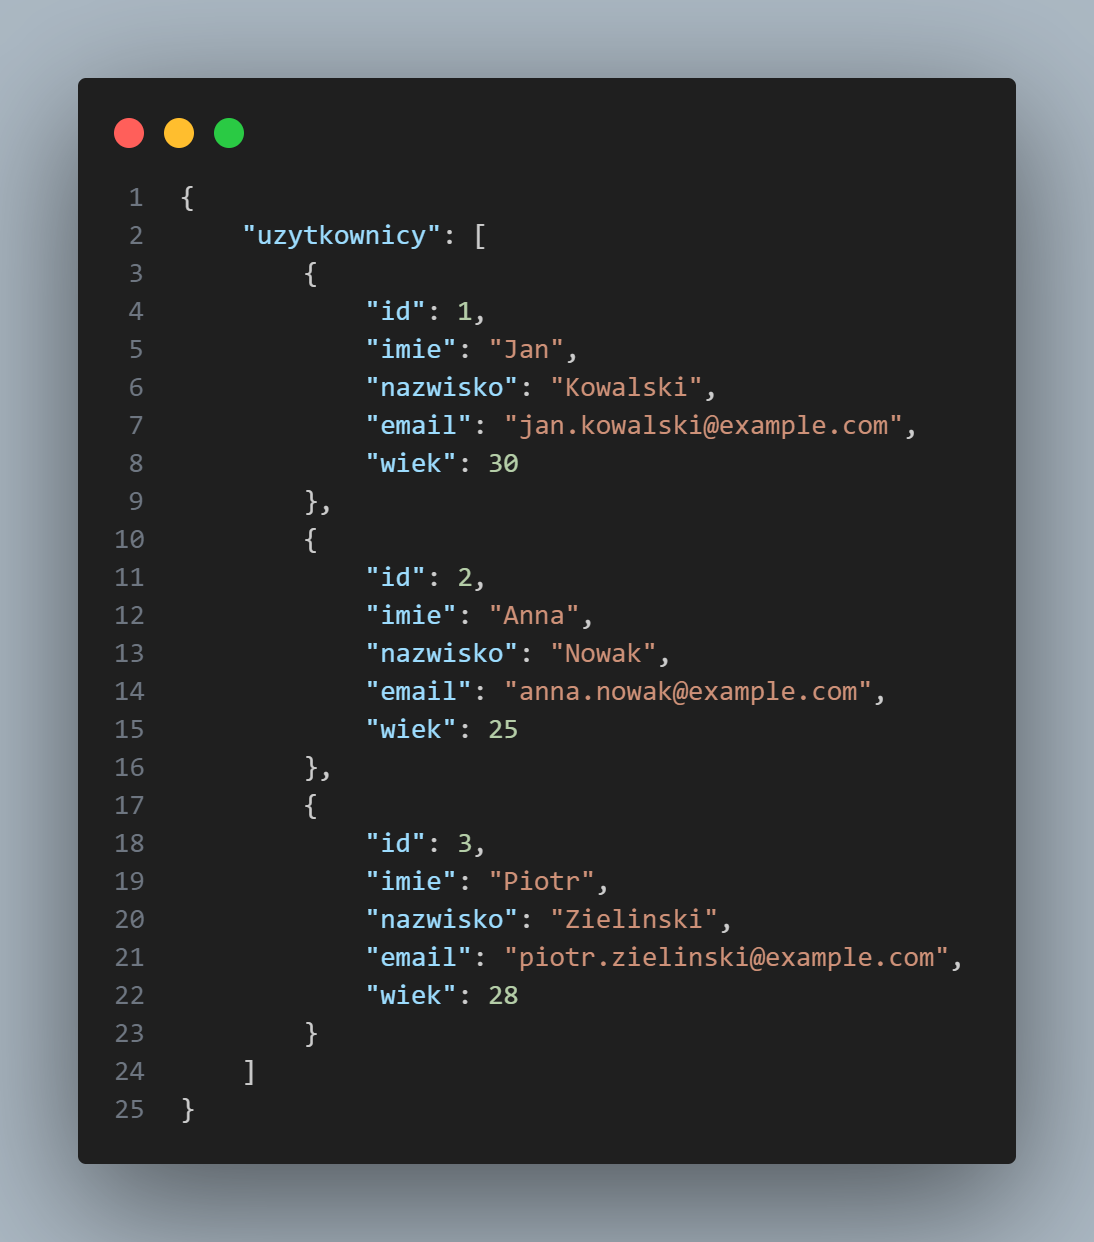 1 {
2     "uzytkownicy": [
3         {
4             "id": 1,
5             "imie": "Jan",
6             "nazwisko": "Kowalski",
7             "email": "jan.kowalski@example.com",
8             "wiek": 30
9         },
10         {
11             "id": 2,
12             "imie": "Anna",
13             "nazwisko": "Nowak",
14             "email": "anna.nowak@example.com",
15             "wiek": 25
16         },
17         {
18             "id": 3,
19             "imie": "Piotr",
20             "nazwisko": "Zielinski",
21             "email": "piotr.zielinski@example.com",
22             "wiek": 28
23         }
24     ]
25 }